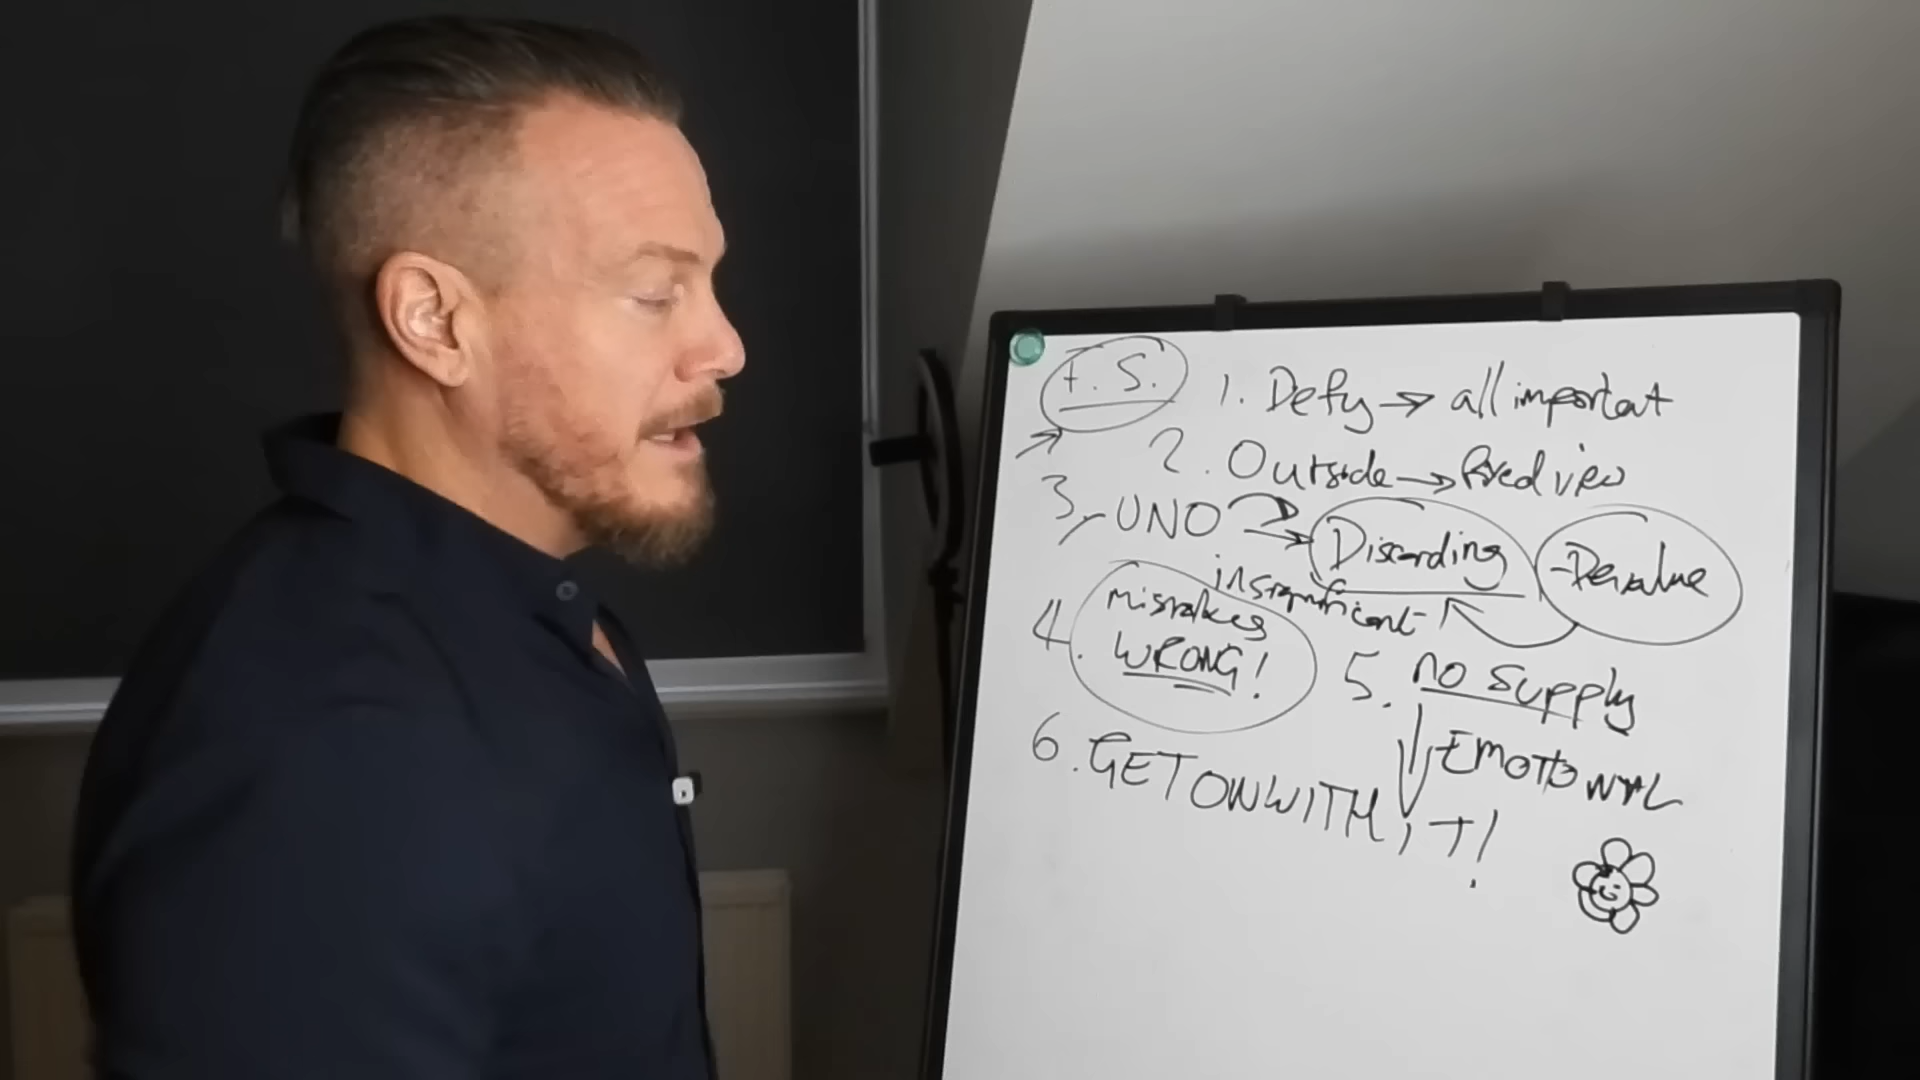 F.S. 1. Defy → all importat
2. Outside → fixed view
3. UNO → Discarding -Devalue
insignificant
4. mistakes
WRONG!
5. no supply
EMOTIONAL
6. GET ON WITH IT!